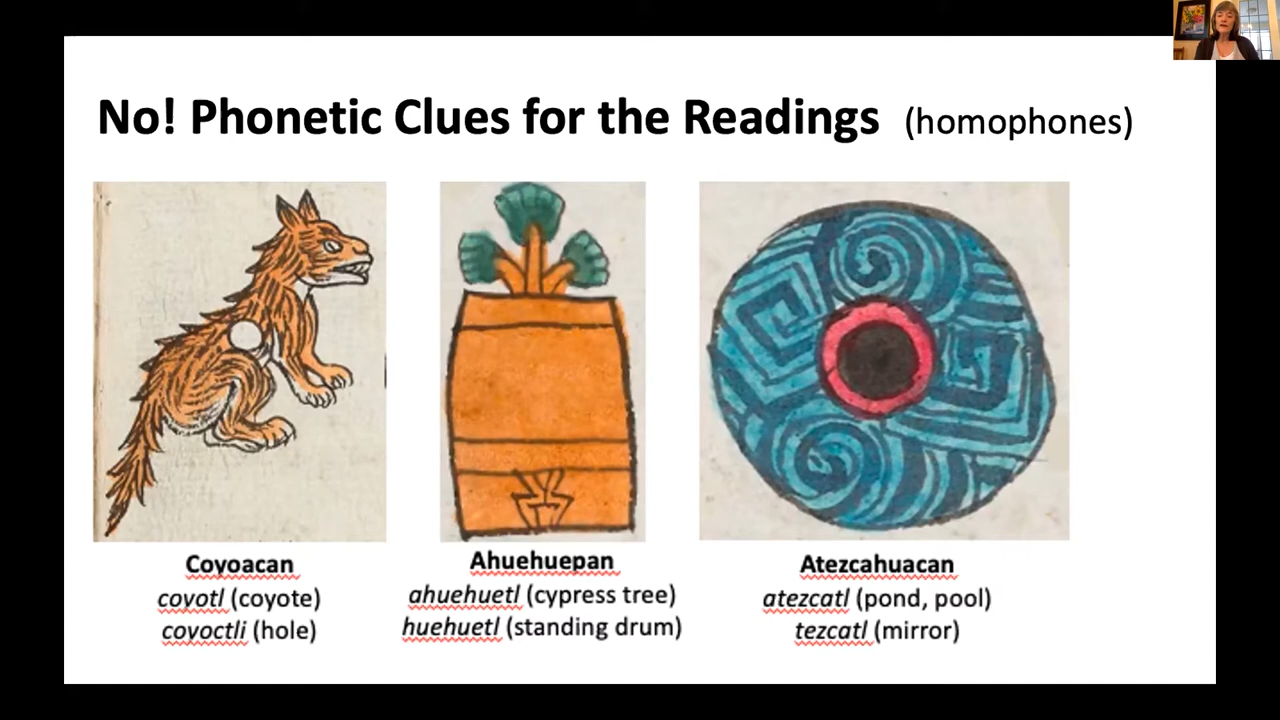 No! Phonetic Clues for the Readings (homophones)
Coyoacan
coyotl (coyote)
coyoctli (hole)
Ahuehuepan
ahuehuetl (cypress tree)
huehuetl (standing drum)
Atezcahuacan
atezcatl (pond, pool)
tezcatl (mirror)